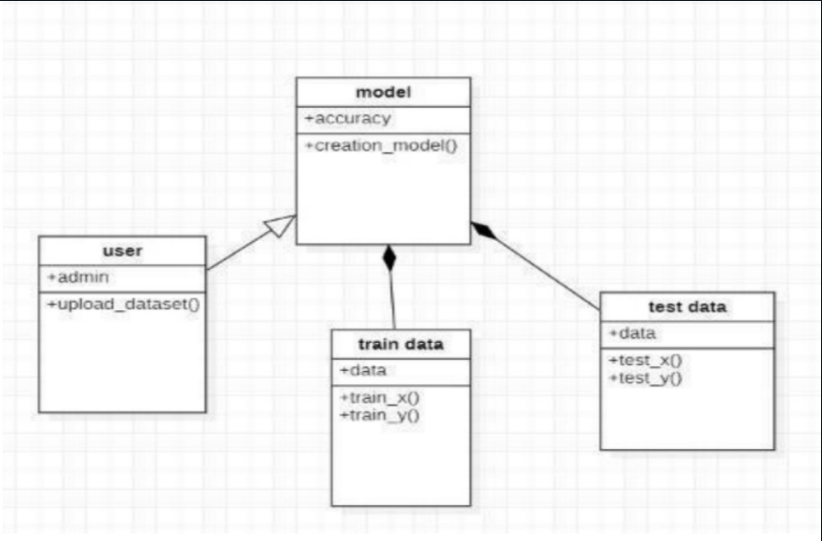 model
+accuracy
+creation_model()
user
+admin
+upload_dataset()
train data
+data
+train_x()
+train_y()
test data
+data
+test_x()
+test_y()